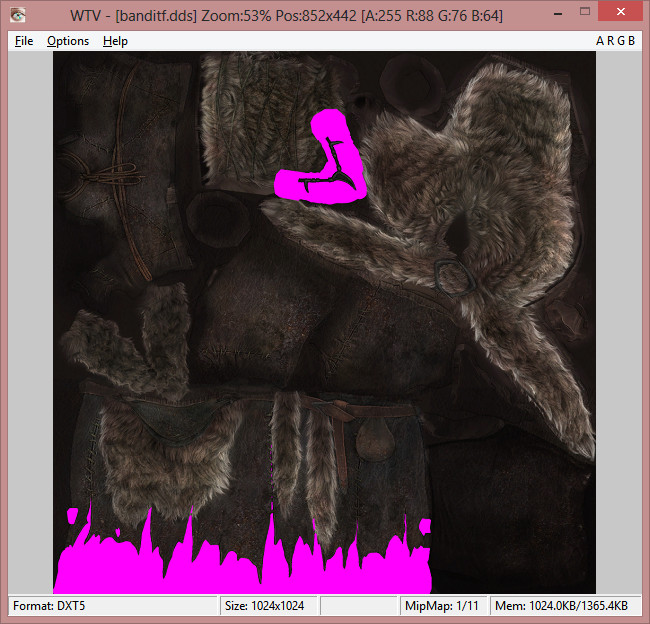 WTV - [banditf.dds] Zoom:53% Pos:852x442 [A:255 R:88 G:76 B:64]
File Options Help A R G B
Format: DXT5 Size: 1024x1024 MipMap: 1/11 Mem: 1024.0KB/1365.4KB